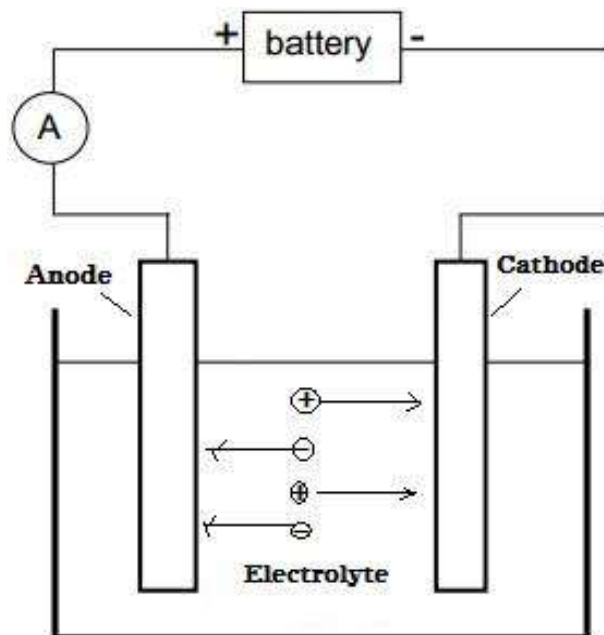 + battery -
A
Anode
Cathode
+
-
+
-
Electrolyte